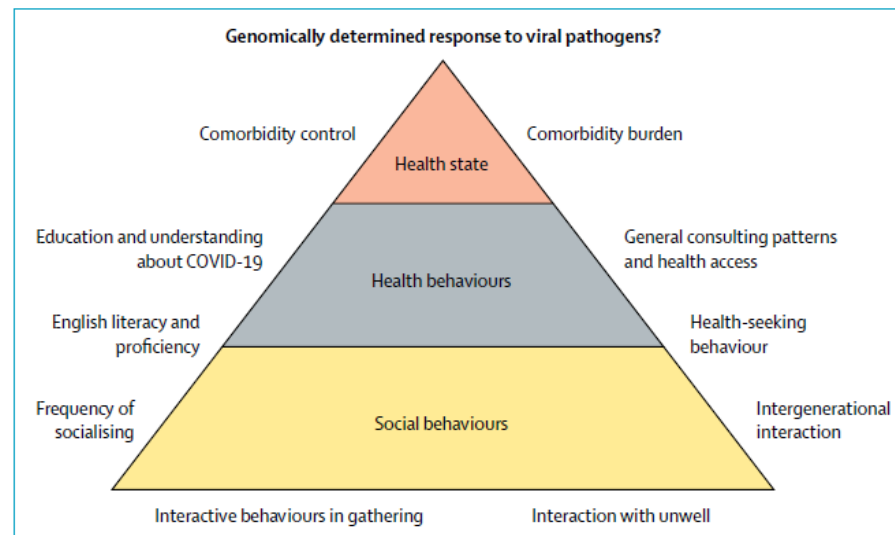 Genomically determined response to viral pathogens?
Comorbidity control
Comorbidity burden
Health state
Education and understanding
about COVID-19
General consulting patterns
and health access
Health behaviours
English literacy and
proficiency
Health-seeking
behaviour
Frequency of
socialising
Social behaviours
Intergenerational
interaction
Interactive behaviours in gathering
Interaction with unwell